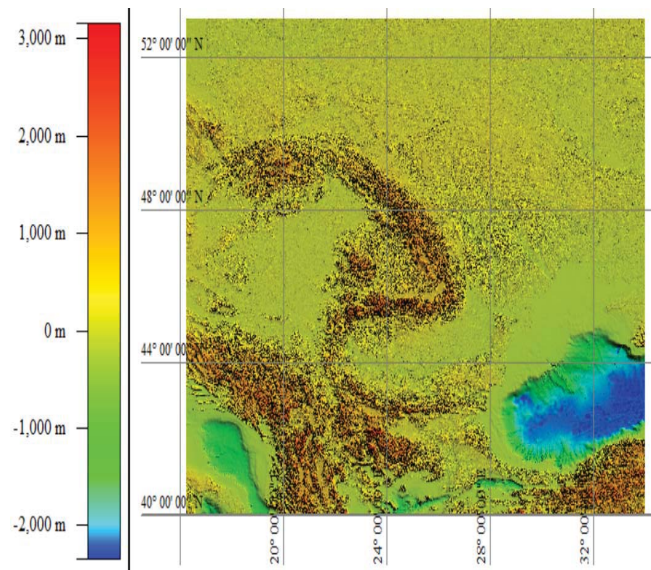 3,000 m
2,000 m
1,000 m
0 m
-1,000 m
-2,000 m
52° 00' 00" N
48° 00' 00" N
44° 00' 00" N
40° 00' 00" N
20° 00'
24° 00'
28° 00'
32° 00'